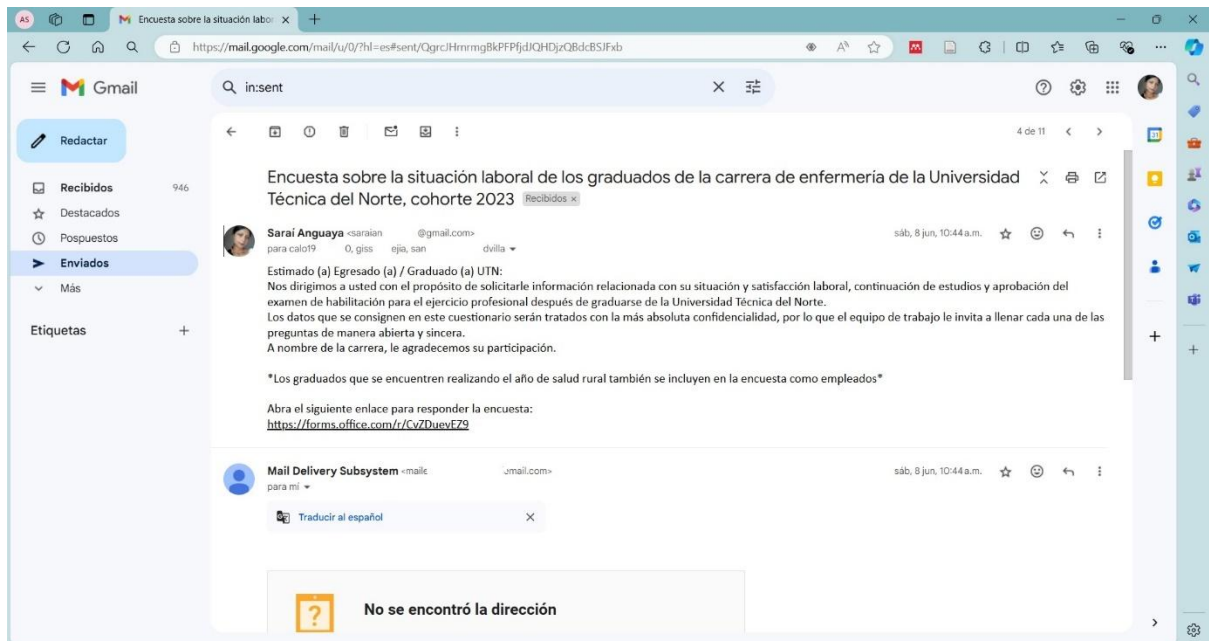 AS
Encuesta sobre la situación labor
https://mail.google.com/mail/u/0/?hl=es#sent/QgrcJHrnrmgBkPFPfjdJQHDjzQBdcBSJFxb
Gmail
in:sent
Redactar
4 de 11
Recibidos 946
Destacados
Pospuestos
Enviados
Más
Etiquetas
Encuesta sobre la situación laboral de los graduados de la carrera de enfermería de la Universidad
Técnica del Norte, cohorte 2023 Recibidos x
Saraí Anguaya <saraian @gmail.com> sáb, 8 jun, 10:44 a.m.
para calo19 0, giss ejia, san dvilla
Estimado (a) Egresado (a) / Graduado (a) UTN:
Nos dirigimos a usted con el propósito de solicitarle información relacionada con su situación y satisfacción laboral, continuación de estudios y aprobación del
examen de habilitación para el ejercicio profesional después de graduarse de la Universidad Técnica del Norte.
Los datos que se consignen en este cuestionario serán tratados con la más absoluta confidencialidad, por lo que el equipo de trabajo le invita a llenar cada una de las
preguntas de manera abierta y sincera.
A nombre de la carrera, le agradecemos su participación.
*Los graduados que se encuentren realizando el año de salud rural también se incluyen en la encuesta como empleados*
Abra el siguiente enlace para responder la encuesta:
https://forms.office.com/r/CvZDuevEZ9
Mail Delivery Subsystem sáb, 8 jun, 10:44 a.m.
para mí
Traducir al español
No se encontró la dirección
31